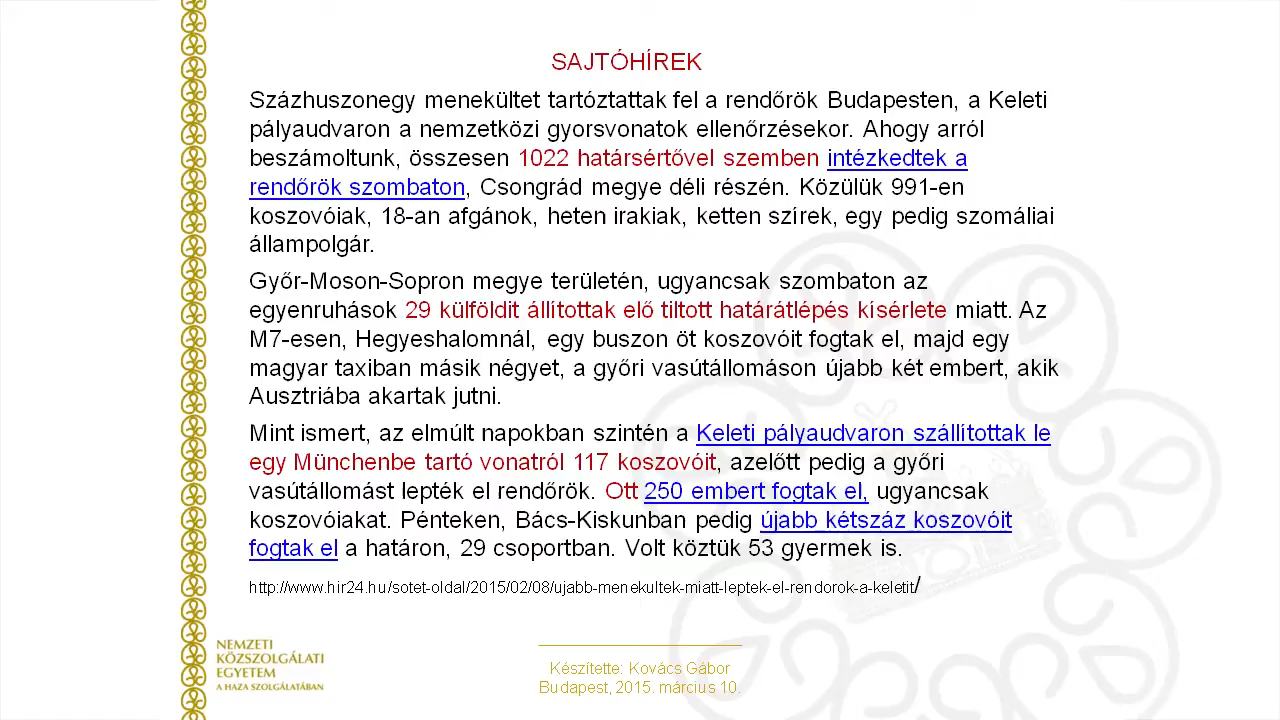 SAJTÓHÍREK
Százhuszonegy menekültet tartóztattak fel a rendőrök Budapesten, a Keleti
pályaudvaron a nemzetközi gyorsvonatok ellenőrzésekor. Ahogy arról
beszámoltunk, összesen 1022 határsértővel szemben intézkedtek a
rendőrök szombaton, Csongrád megye déli részén. Közülük 991-en
koszovóiak, 18-an afgánok, heten irakiak, ketten szírek, egy pedig szomáliai
állampolgár.
Győr-Moson-Sopron megye területén, ugyancsak szombaton az
egyenruhások 29 külföldit állítottak elő tiltott határátlépés kísérlete miatt. Az
M7-esen, Hegyeshalomnál, egy buszon öt koszovóit fogtak el, majd egy
magyar taxiban másik négyet, a győri vasútállomáson újabb két embert, akik
Ausztriába akartak jutni.
Mint ismert, az elmúlt napokban szintén a Keleti pályaudvaron szállítottak le
egy Münchenbe tartó vonatról 117 koszovóit, azelőtt pedig a győri
vasútállomást lepték el rendőrök. Ott 250 embert fogtak el, ugyancsak
koszovóiakat. Pénteken, Bács-Kiskunban pedig újabb kétszáz koszovóit
fogtak el a határon, 29 csoportban. Volt köztük 53 gyermek is.
http://www.hir24.hu/sotet-oldal/2015/02/08/ujabb-menekultek-miatt-leptek-el-rendorok-a-keletit/
NEMZETI
KÖZSZOLGÁLATI
EGYETEM
A HAZA SZOLGÁLATÁBAN
Készítette: Kovács Gábor
Budapest, 2015. március 10.